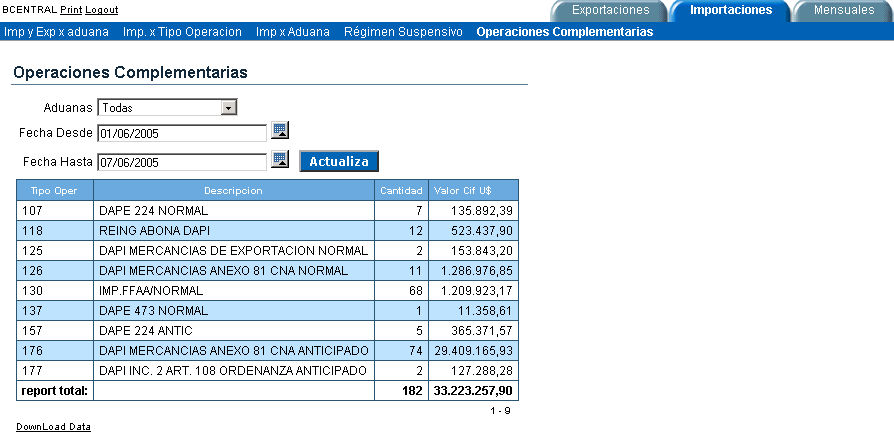 BCENTRAL Print Logout
Exportaciones Importaciones Mensuales
Imp y Exp x aduana Imp. x Tipo Operacion Imp x Aduana Régimen Suspensivo Operaciones Complementarias
Operaciones Complementarias
Aduanas Todas
Fecha Desde 01/06/2005
Fecha Hasta 07/06/2005 Actualiza
Tipo Oper Descripcion Cantidad Valor Cif U$
107 DAPE 224 NORMAL 7 135.892,39
118 REING ABONA DAPI 12 523.437,90
125 DAPI MERCANCIAS DE EXPORTACION NORMAL 2 153.843,20
126 DAPI MERCANCIAS ANEXO 81 CNA NORMAL 11 1.286.976,85
130 IMP.FFAA/NORMAL 68 1.209.923,17
137 DAPE 473 NORMAL 1 11.358,61
157 DAPE 224 ANTIC 5 365.371,57
176 DAPI MERCANCIAS ANEXO 81 CNA ANTICIPADO 74 29.409.165,93
177 DAPI INC. 2 ART. 108 ORDENANZA ANTICIPADO 2 127.288,28
report total: 182 33.223.257,90
1 - 9
DownLoad Data